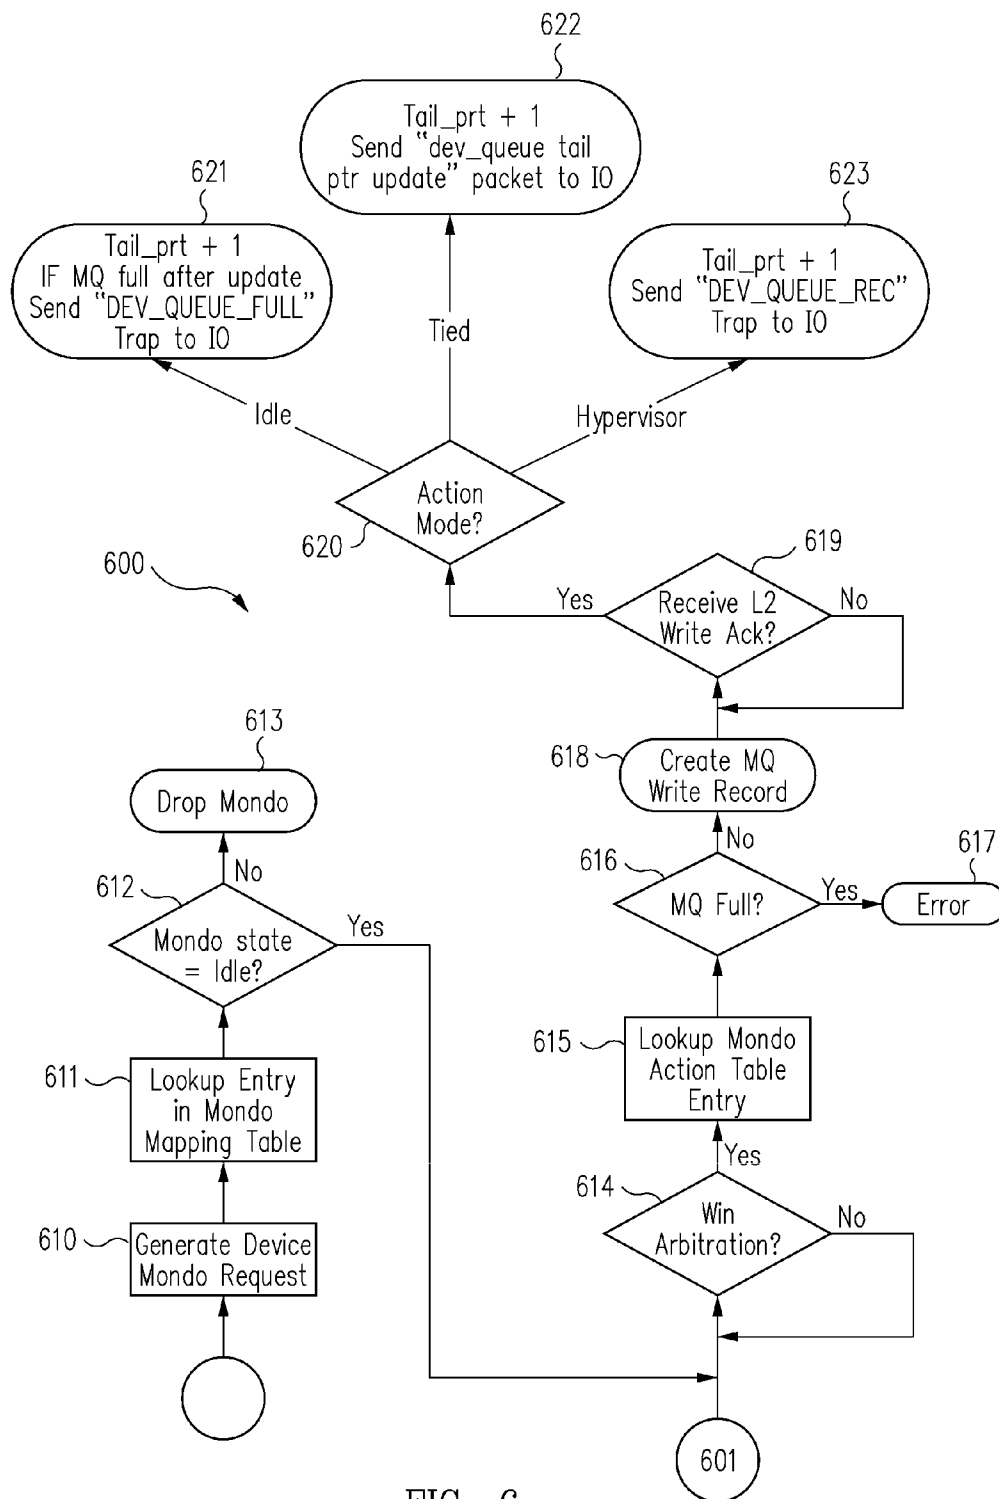 622
Tail_prt + 1
Send "dev_queue tail
ptr update" packet to IO
621
Tail_prt + 1
IF MQ full after update
Send "DEV_QUEUE_FULL"
Trap to IO
623
Tail_prt + 1
Send "DEV_QUEUE_REC"
Trap to IO
Idle
Tied
Hypervisor
Action
Mode?
620
600
619
Receive L2
Write Ack?
Yes
No
618
Create MQ
Write Record
613
Drop Mondo
No
612
Mondo state
= Idle?
Yes
No
616
MQ Full?
Yes
617
Error
611
Lookup Entry
in Mondo
Mapping Table
615
Lookup Mondo
Action Table
Entry
Yes
610
Generate Device
Mondo Request
614
Win
Arbitration?
No
601